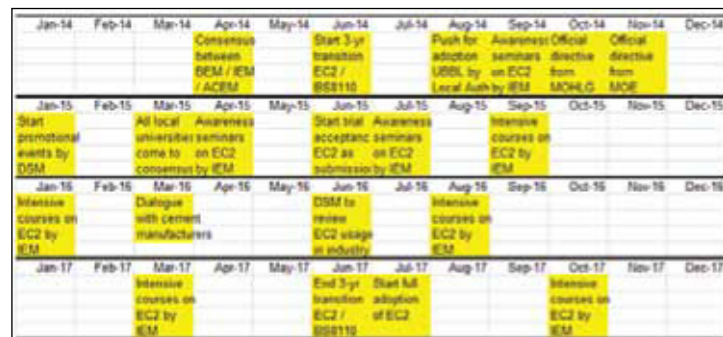 Jan-14 Feb-14 Mar-14 Apr-14 May-14 Jun-14 Jul-14 Aug-14 Sep-14 Oct-14 Nov-14 Dec-14
Consensus Start 3-yr Push for Awareness Official Official
between transition adoption seminars directive directive
BEM / IEM EC2 / UBBL by on EC2 from from
/ ACEM BS8110 Local Auth by IEM MOHLG MOE
Jan-15 Feb-15 Mar-15 Apr-15 May-15 Jun-15 Jul-15 Aug-15 Sep-15 Oct-15 Nov-15 Dec-15
Start All local Awareness Start trial Awareness Intensive
promotional universities seminars acceptanc seminars courses on
events by come to on EC2 EC2 as on EC2 EC2 by
DSM consensus by IEM submission by IEM IEM
Jan-16 Feb-16 Mar-16 Apr-16 May-16 Jun-16 Jul-16 Aug-16 Sep-16 Oct-16 Nov-16 Dec-16
Intensive Dialogue DSM to Intensive
courses on with cement review courses on
EC2 by manufacturers EC2 usage EC2 by
IEM in industry IEM
Jan-17 Feb-17 Mar-17 Apr-17 May-17 Jun-17 Jul-17 Aug-17 Sep-17 Oct-17 Nov-17 Dec-17
Intensive End 3-yr Start full Intensive
courses on transition adoption courses on
EC2 by EC2 / of EC2 EC2 by
IEM BS8110 IEM